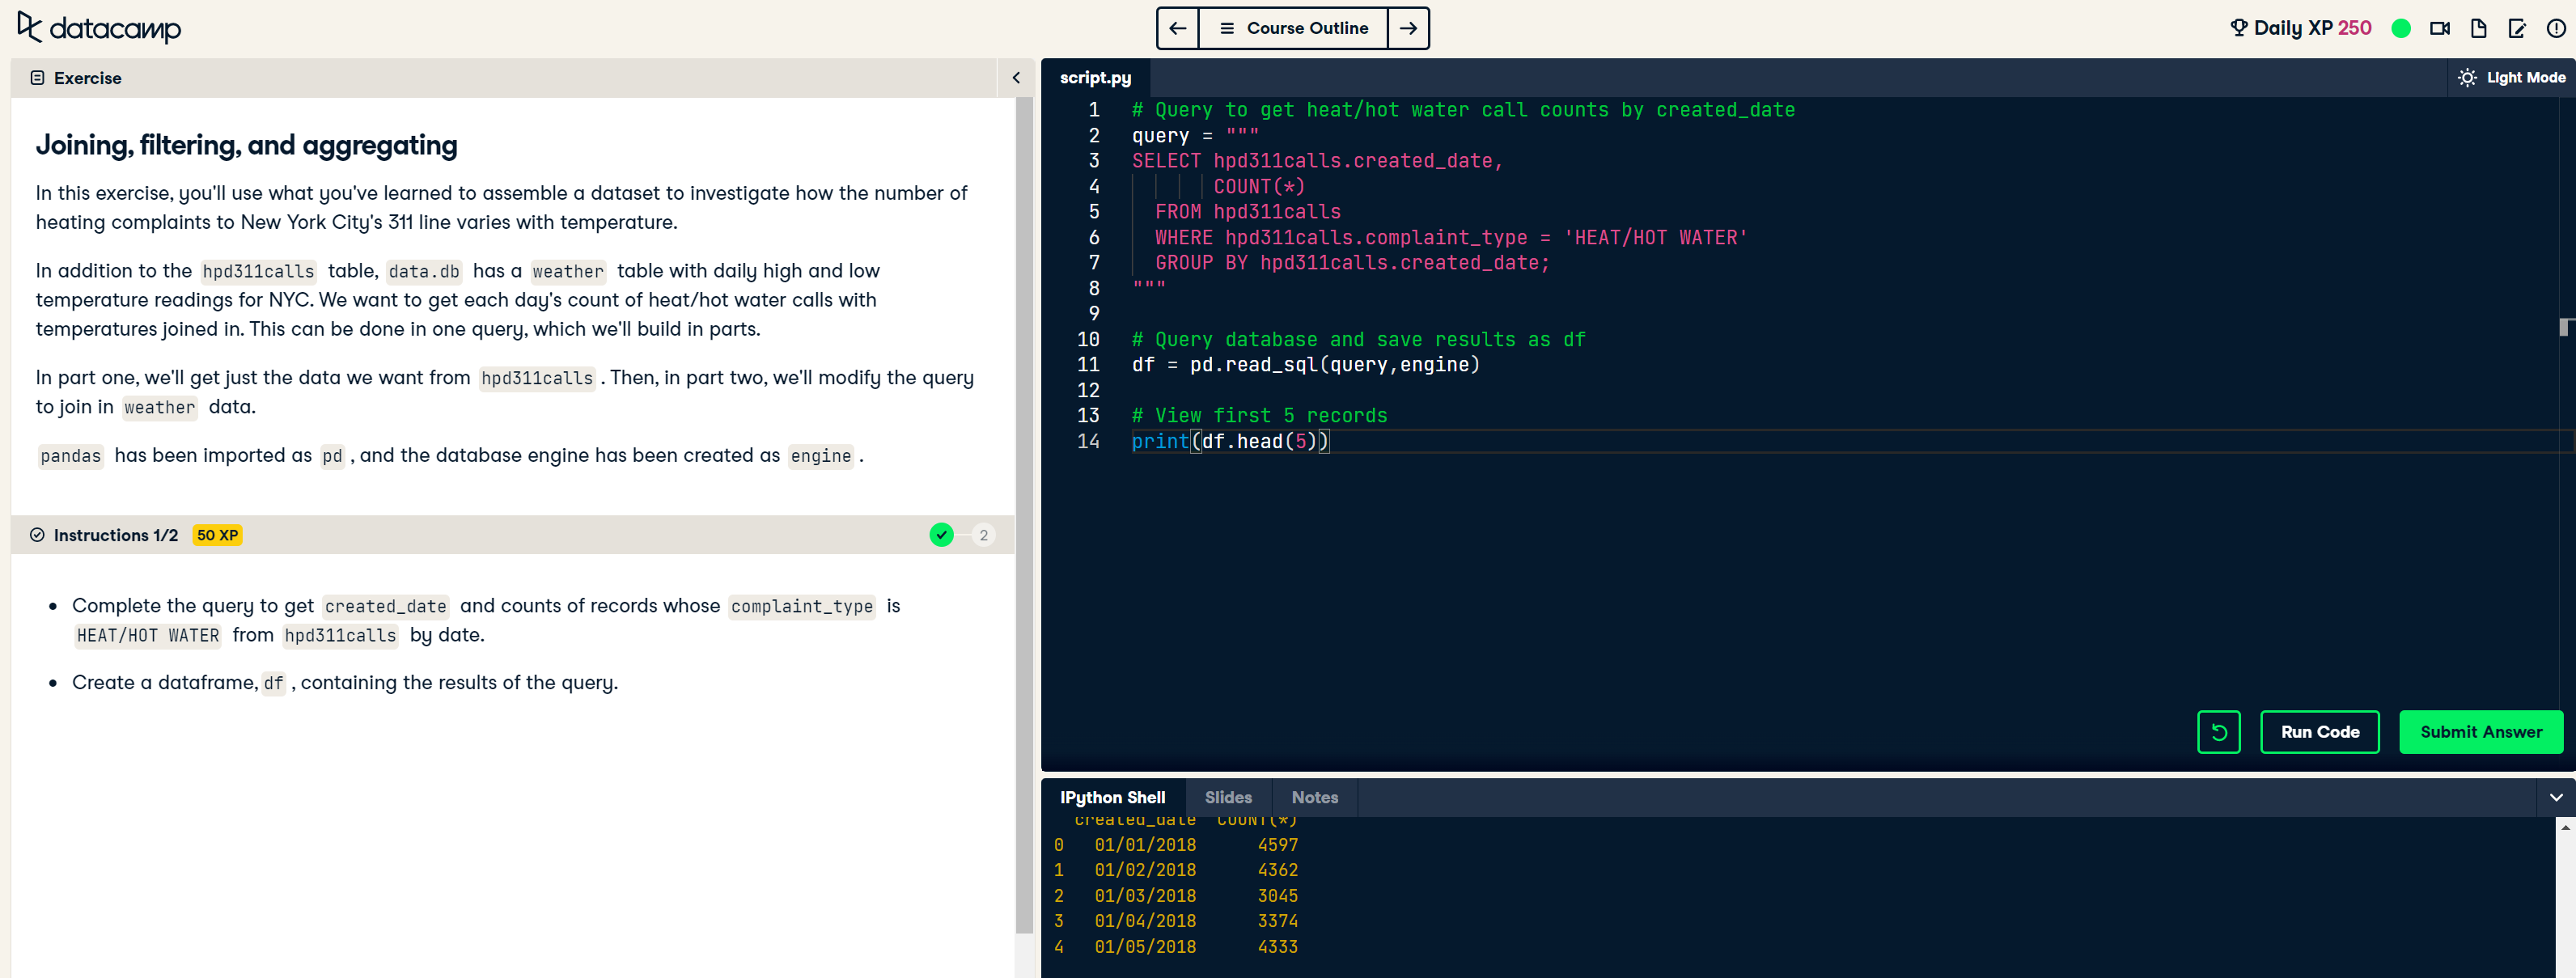 datacamp
Course Outline
Daily XP 250
Exercise
Joining, filtering, and aggregating
In this exercise, you'll use what you've learned to assemble a dataset to investigate how the number of
heating complaints to New York City's 311 line varies with temperature.
In addition to the hpd311calls table, data.db has a weather table with daily high and low
temperature readings for NYC. We want to get each day's count of heat/hot water calls with
temperatures joined in. This can be done in one query, which we'll build in parts.
In part one, we'll get just the data we want from hpd311calls. Then, in part two, we'll modify the query
to join in weather data.
pandas has been imported as pd, and the database engine has been created as engine.
Instructions 1/2 50 XP
2
Complete the query to get created_date and counts of records whose complaint_type is
HEAT/HOT WATER from hpd311calls by date.
Create a dataframe, df, containing the results of the query.
script.py
Light Mode
1 # Query to get heat/hot water call counts by created_date
2 query = """
3 SELECT hpd311calls.created_date,
4 COUNT(*)
5 FROM hpd311calls
6 WHERE hpd311calls.complaint_type = 'HEAT/HOT WATER'
7 GROUP BY hpd311calls.created_date;
8 """
9
10 # Query database and save results as df
11 df = pd.read_sql(query,engine)
12
13 # View first 5 records
14 print(df.head(5))
Run Code
Submit Answer
IPython Shell
Slides
Notes
created_date COUNT(*)
0 01/01/2018 4597
1 01/02/2018 4362
2 01/03/2018 3045
3 01/04/2018 3374
4 01/05/2018 4333